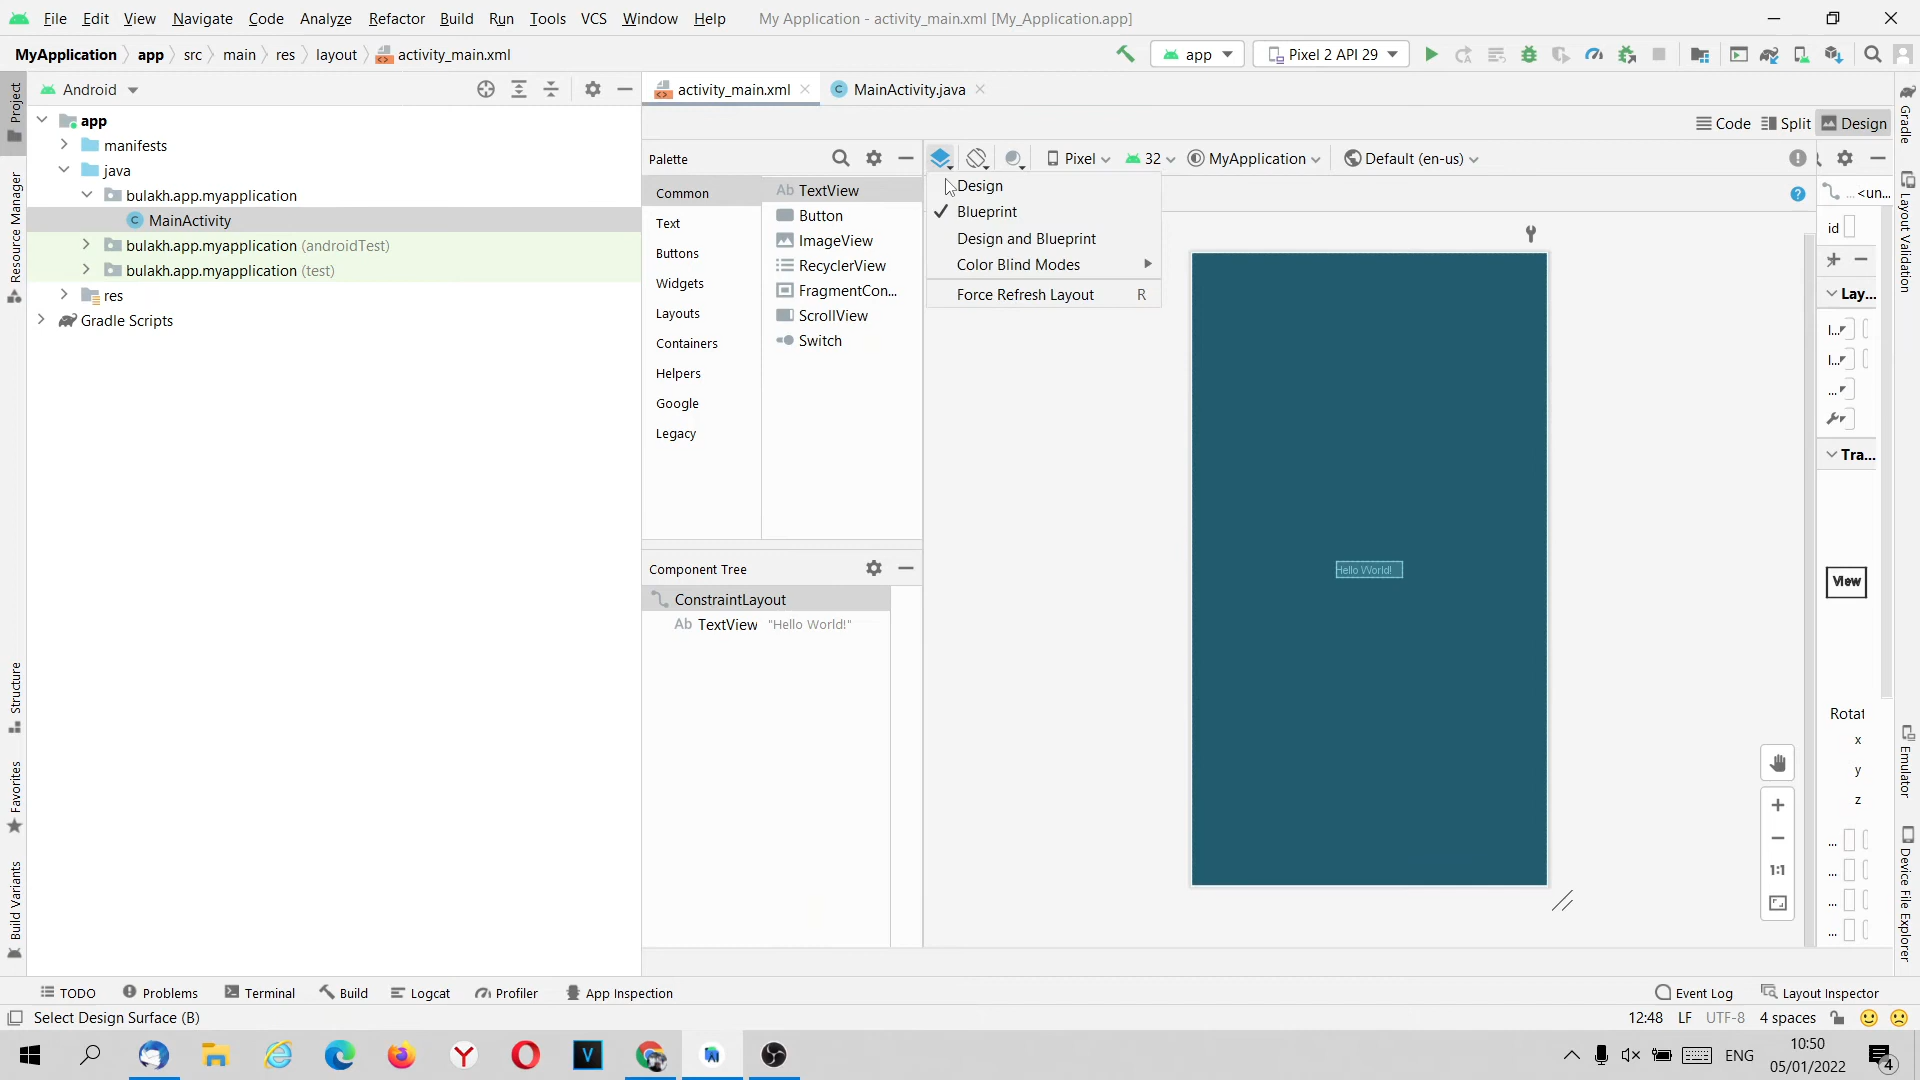 File Edit View Navigate Code Analyze Refactor Build Run Tools VCS Window Help My Application - activity_main.xml [My_Application.app]
MyApplication app src main res layout activity_main.xml app Pixel 2 API 29
Project
Resource Manager
Structure
Favorites
Build Variants
Android
app
manifests
java
bulakh.app.myapplication
MainActivity
bulakh.app.myapplication (androidTest)
bulakh.app.myapplication (test)
res
Gradle Scripts
activity_main.xml MainActivity.java
Code Split Design
Palette
Common
Text
Buttons
Widgets
Layouts
Containers
Helpers
Google
Legacy
Ab TextView
Button
ImageView
RecyclerView
FragmentCon...
ScrollView
Switch
Pixel 32 MyApplication Default (en-us)
Design
Blueprint
Design and Blueprint
Color Blind Modes
Force Refresh Layout R
Hello World!
Component Tree
ConstraintLayout
Ab TextView "Hello World!"
1:1
... <un...
id
Lay...
l...
l...
...
Tra...
View
Rotat
x
y
z
...
...
...
...
Gradle
Layout Validation
Emulator
Device File Explorer
TODO Problems Terminal Build Logcat Profiler App Inspection Event Log Layout Inspector
Select Design Surface (B) 12:48 LF UTF-8 4 spaces
V
ENG
10:50
05/01/2022
4